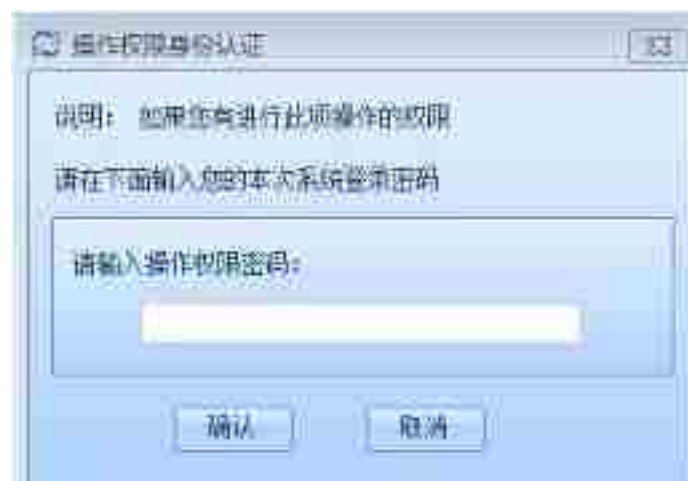 操作权限身份认证
说明： 如果您有进行此项操作的权限
请在下面输入您的本次系统登录密码
请输入操作权限密码：
确认 取消